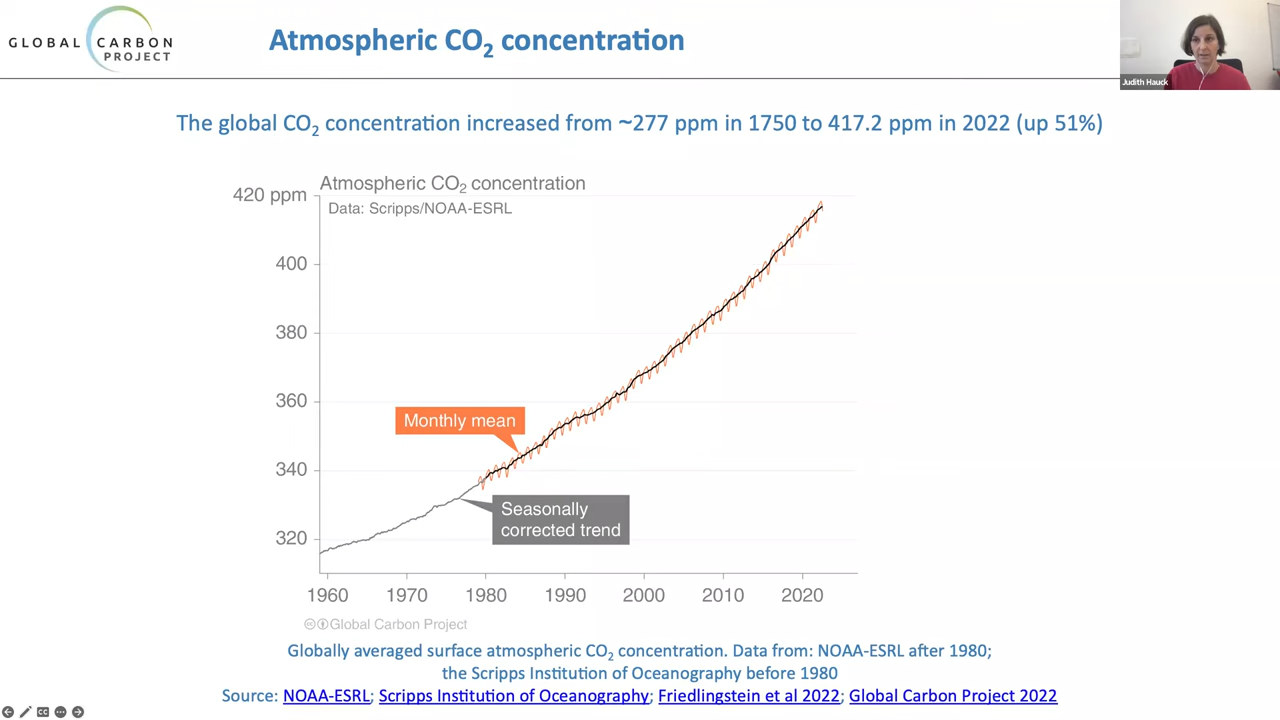 GLOBAL CARBON
PROJECT
Atmospheric CO₂ concentration
Judith Hauck
The global CO₂ concentration increased from ~277 ppm in 1750 to 417.2 ppm in 2022 (up 51%)
Atmospheric CO₂ concentration
Data: Scripps/NOAA-ESRL
420 ppm
400
380
360
340
320
Monthly mean
Seasonally
corrected trend
1960 1970 1980 1990 2000 2010 2020
Global Carbon Project
Globally averaged surface atmospheric CO₂ concentration. Data from: NOAA-ESRL after 1980;
the Scripps Institution of Oceanography before 1980
Source: NOAA-ESRL; Scripps Institution of Oceanography; Friedlingstein et al 2022; Global Carbon Project 2022